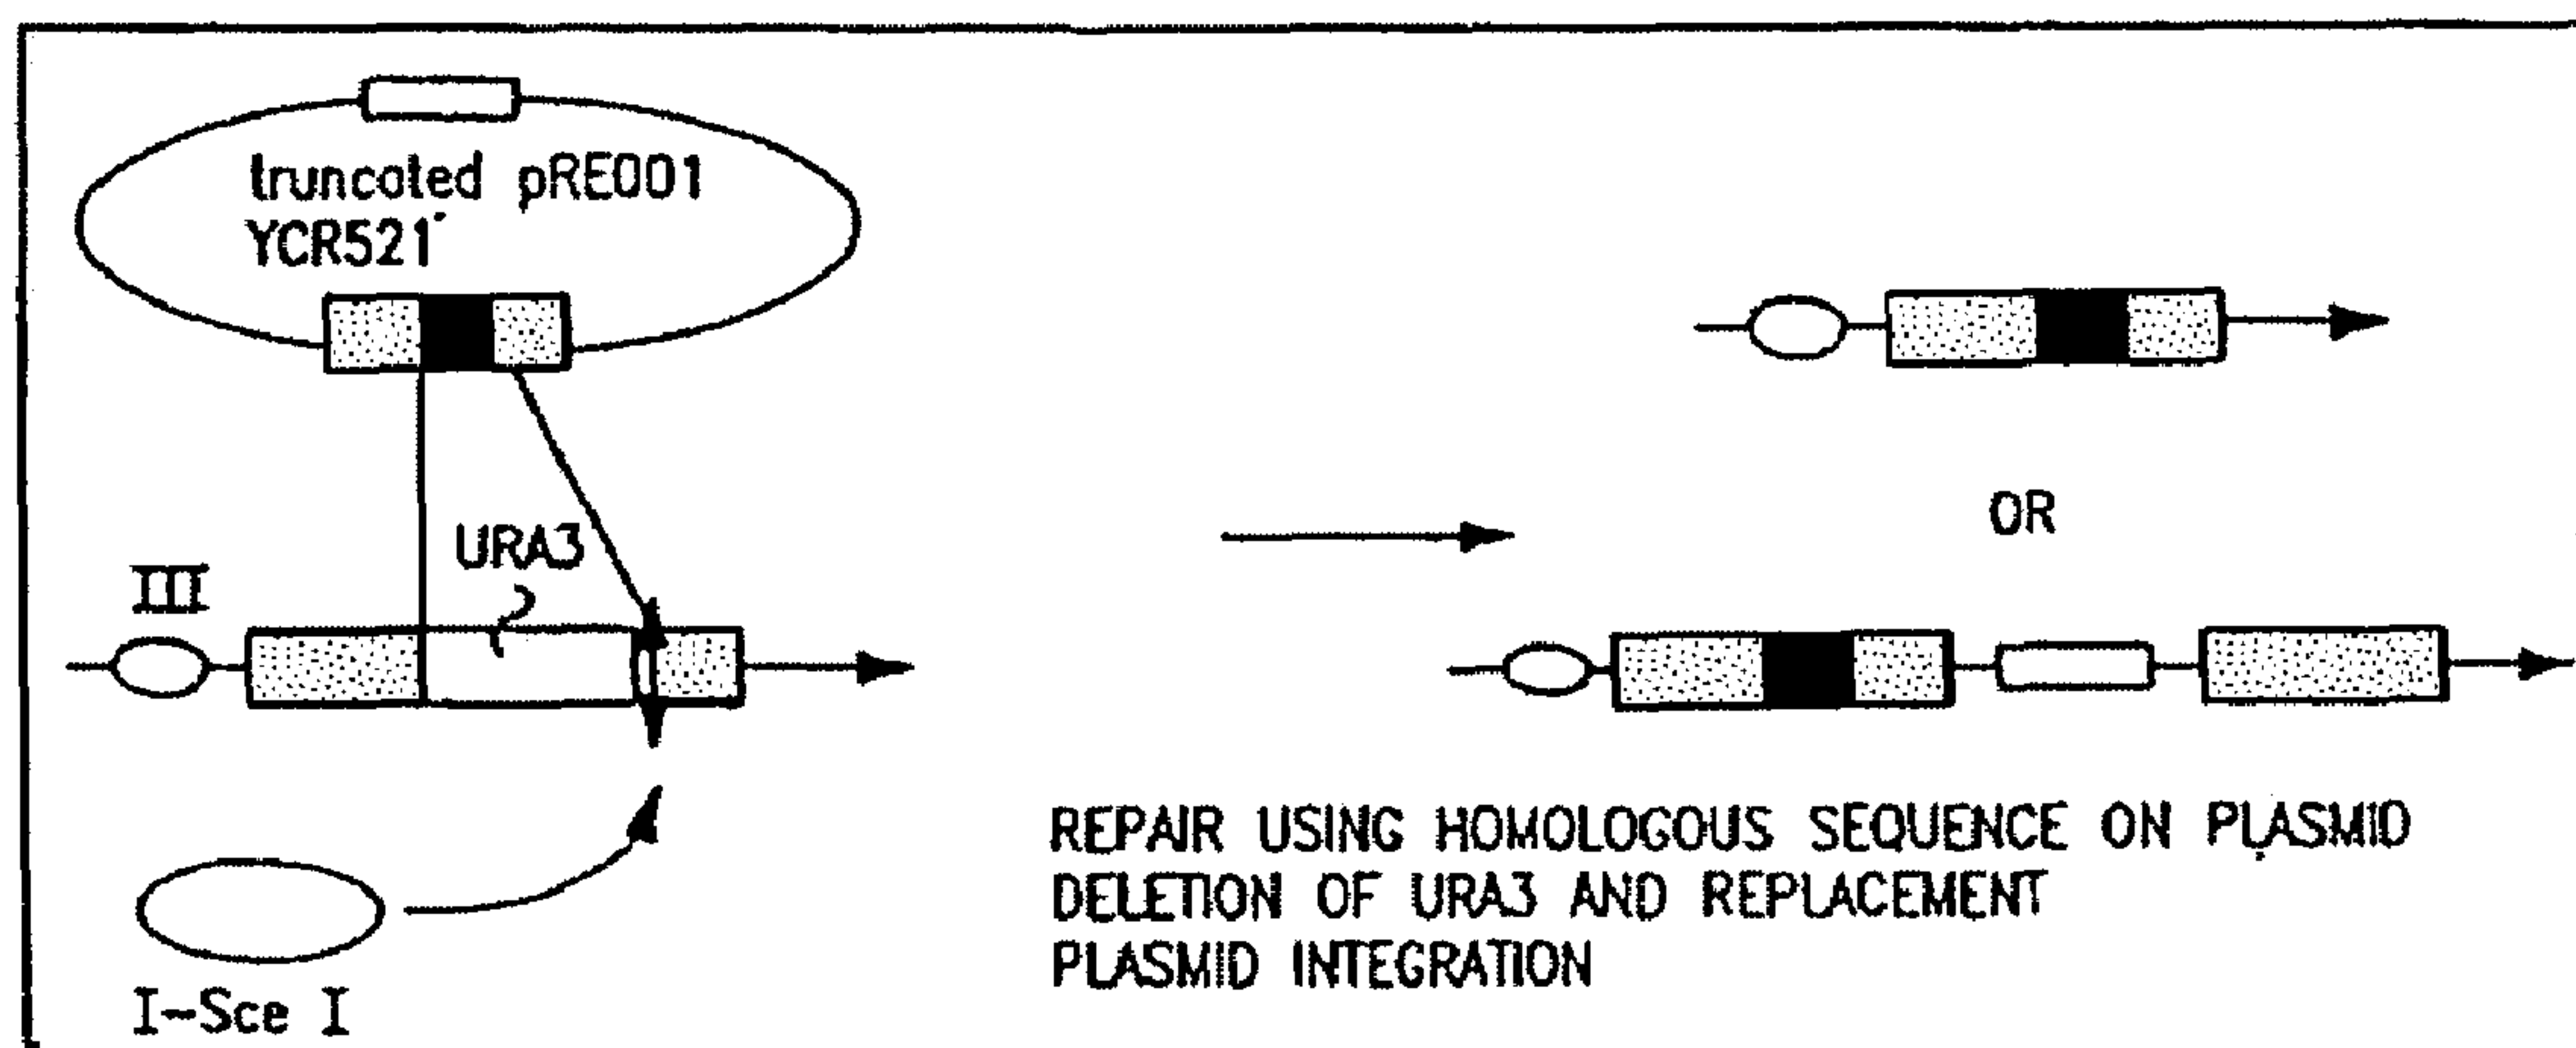 truncated pRE001
YCR521
URA3
III
I-Sce I
OR
REPAIR USING HOMOLOGOUS SEQUENCE ON PLASMID
DELETION OF URA3 AND REPLACEMENT
PLASMID INTEGRATION